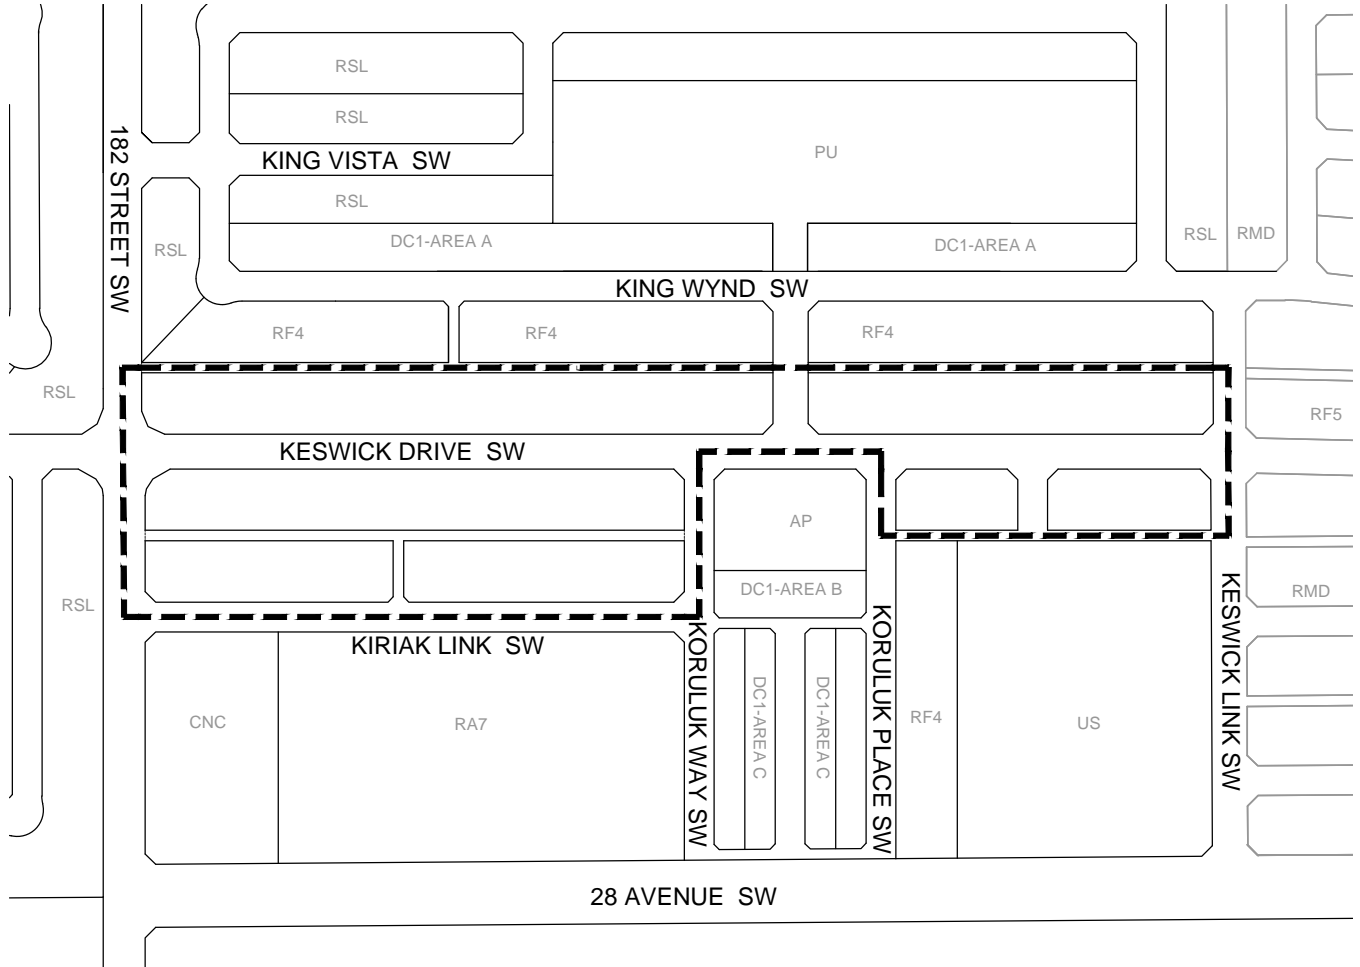 RSL
RSL
KING VISTA SW
PU
182 STREET SW
RSL
RSL
DC1-AREA A
DC1-AREA A
RSL
RMD
KING WYND SW
RF4
RF4
RF4
RSL
RF5
KESWICK DRIVE SW
AP
DC1-AREA B
RSL
RMD
KIRIAK LINK SW
KORULUK WAY SW
KORULUK PLACE SW
KESWICK LINK SW
CNC
RA7
DC1-AREA C
DC1-AREA C
RF4
US
28 AVENUE SW